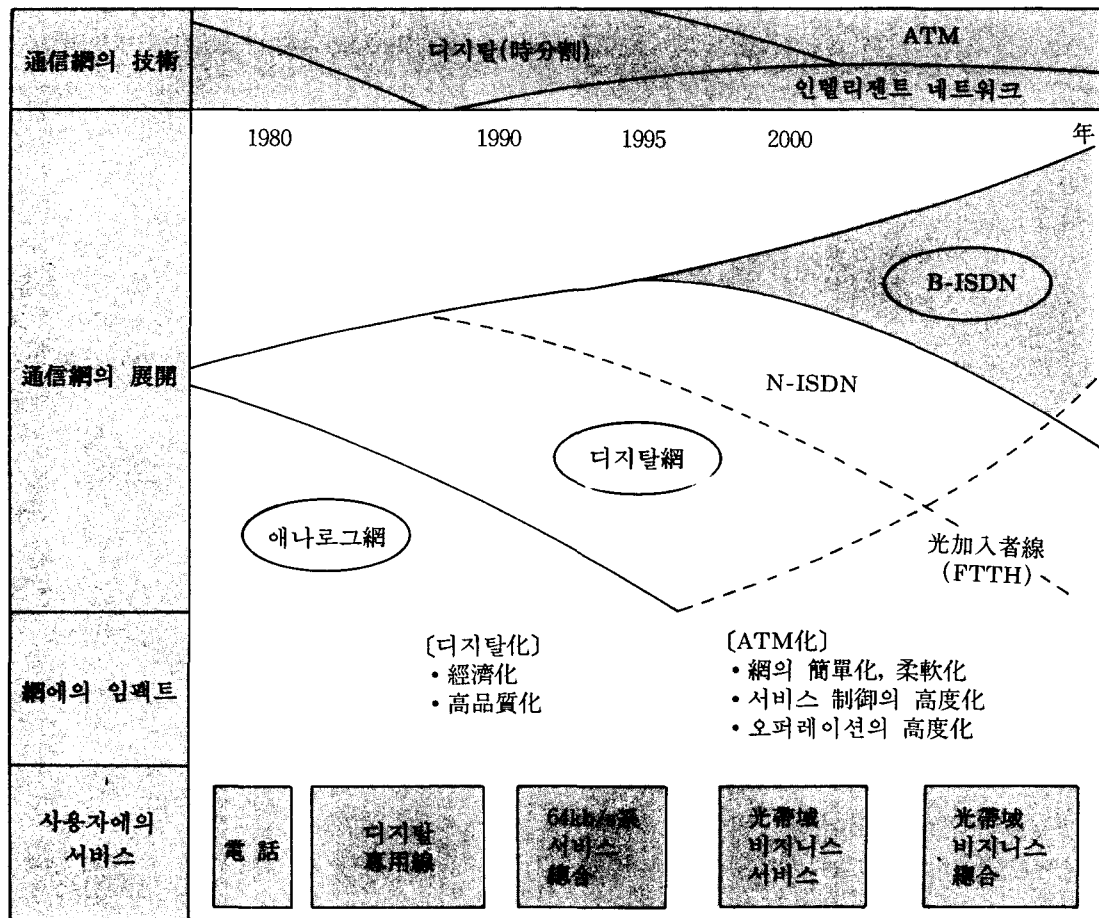 通信網의 技術
디지탈(時分割)
ATM
인텔리젠트 네트워크
1980
1990
1995
2000
年
通信網의 展開
B-ISDN
N-ISDN
디지탈網
애나로그網
光加入者線
(FTTH)
網에의 임팩트
〔디지탈化〕
• 經濟化
• 高品質化
〔ATM化〕
• 網의 簡單化, 柔軟化
• 서비스 制御의 高度化
• 오퍼레이션의 高度化
사용자에의
서비스
電話
디지탈
專用線
64kb/s系
서비스
總合
光帶域
비지니스
서비스
光帶域
비지니스
總合